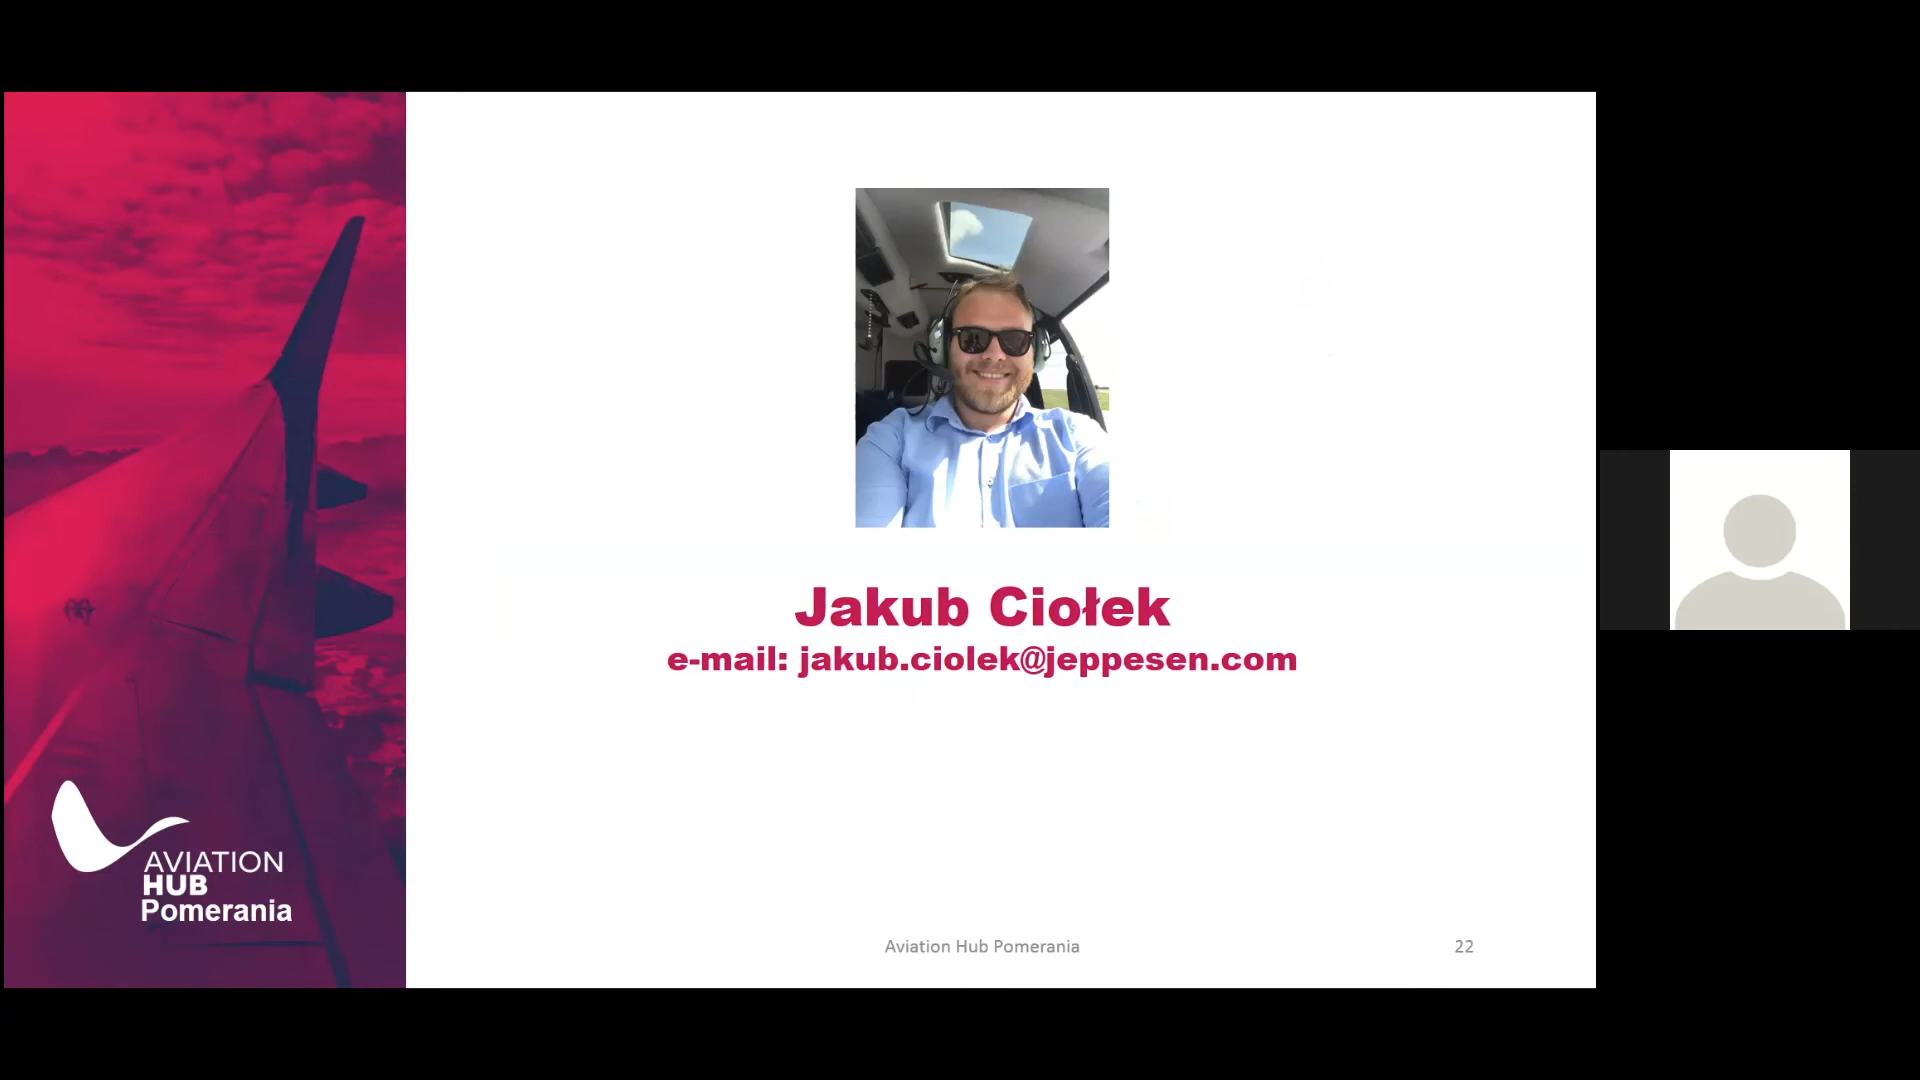 Jakub Ciołek
e-mail: jakub.ciolek@jeppesen.com
AVIATION
HUB
Pomerania
Aviation Hub Pomerania
22